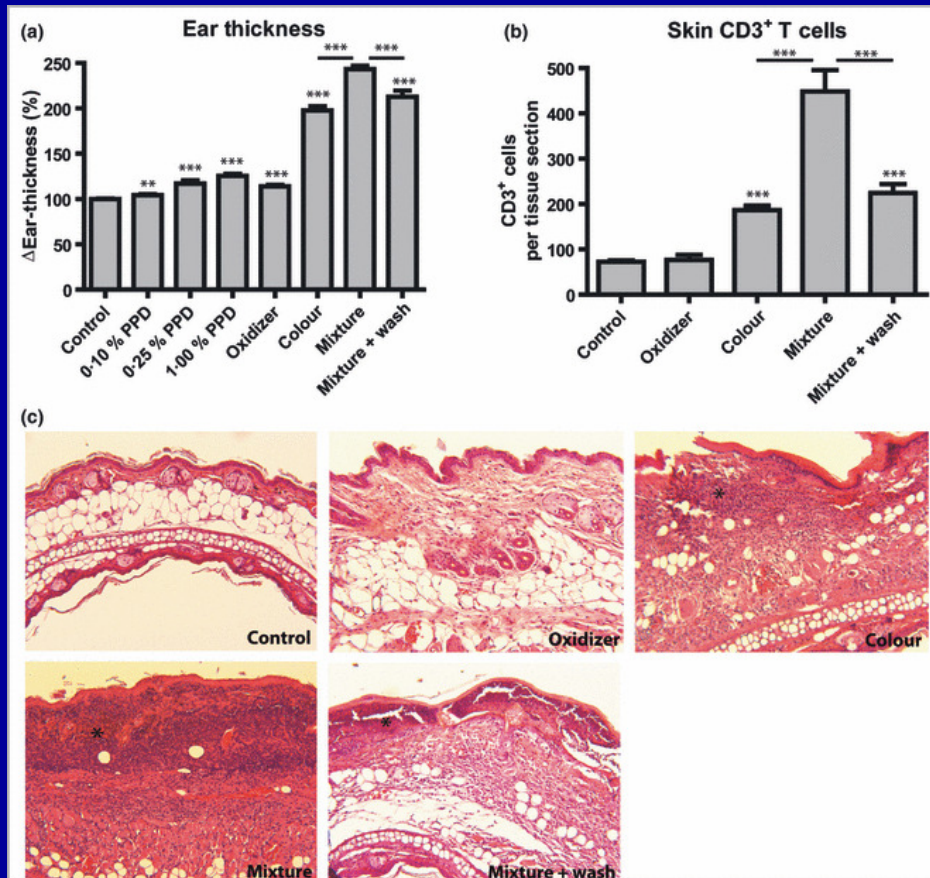 (a)
Ear thickness
ΔEar-thickness (%)
250
200
150
100
50
0
***
***
**
***
***
***
***
***
Control
0·10 % PPD
0·25 % PPD
1·00 % PPD
Oxidizer
Colour
Mixture
Mixture + wash
(b)
Skin CD3⁺ T cells
CD3⁺ cells
per tissue section
500
400
300
200
100
0
***
***
***
***
Control
Oxidizer
Colour
Mixture
Mixture + wash
(c)
Control
Oxidizer
*
Colour
*
Mixture
*
Mixture + wash